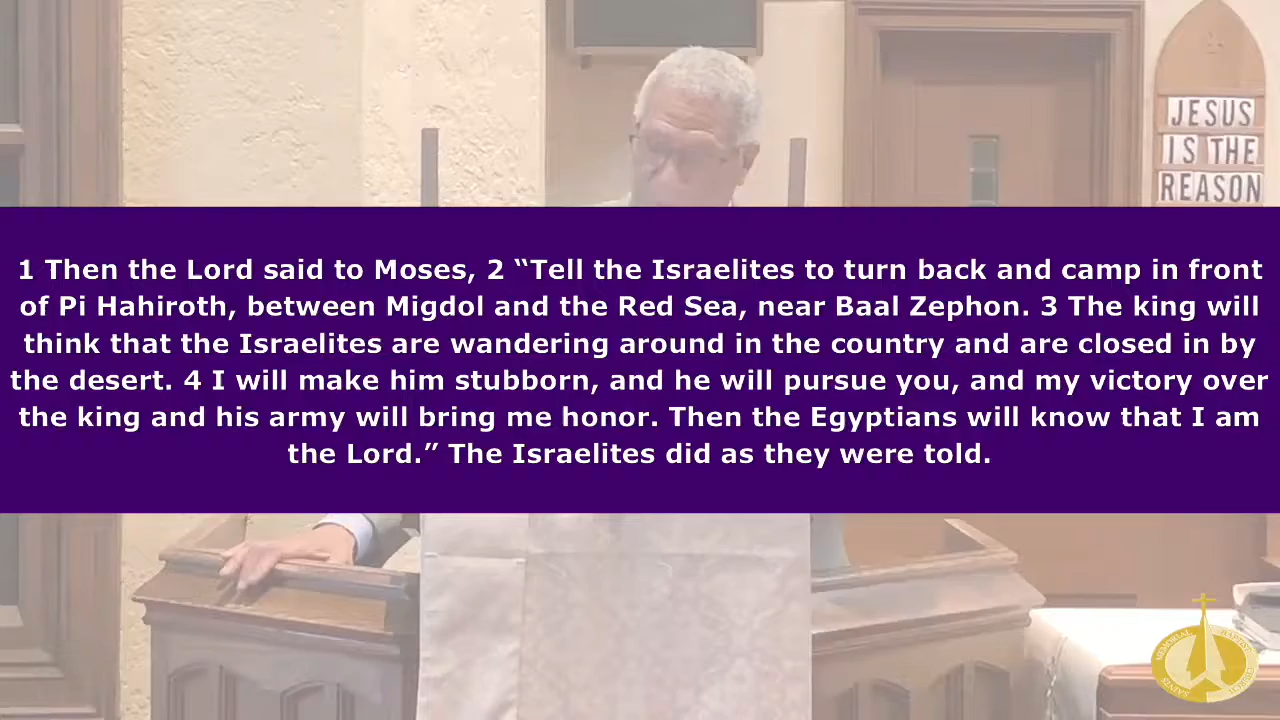 JESUS
IS THE
REASON
1 Then the Lord said to Moses, 2 “Tell the Israelites to turn back and camp in front
of Pi Hahiroth, between Migdol and the Red Sea, near Baal Zephon. 3 The king will
think that the Israelites are wandering around in the country and are closed in by
the desert. 4 I will make him stubborn, and he will pursue you, and my victory over
the king and his army will bring me honor. Then the Egyptians will know that I am
the Lord.” The Israelites did as they were told.
MEMORIAL BAPTIST
CHURCH